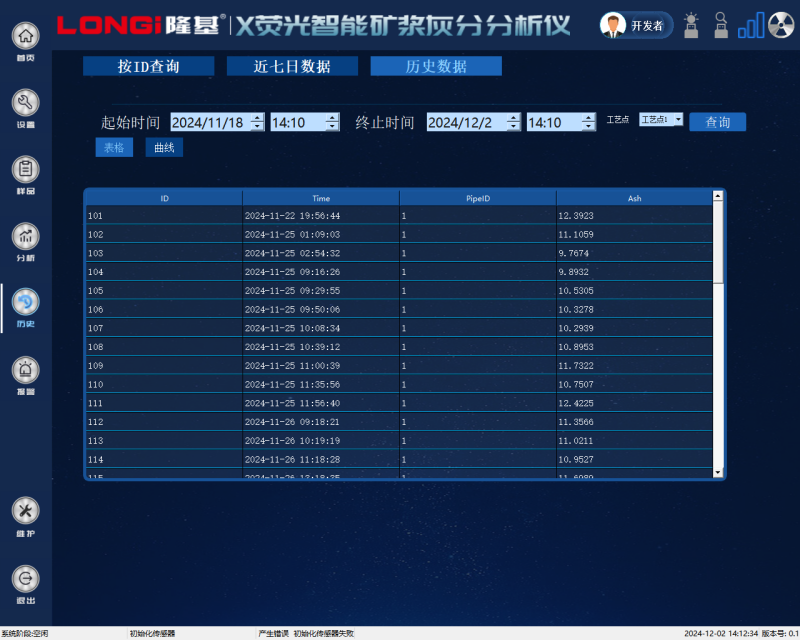 LONGi隆基® X荧光智能矿浆灰分分析仪
开发者
首页
设置
样品
分析
历史
报警
维护
退出
按ID查询 近七日数据 历史数据
起始时间 2024/11/18 14:10 终止时间 2024/12/2 14:10 工艺点 工艺点1 查询
表格 曲线
ID Time PipeID Ash
101 2024-11-22 19:56:44 1 12.3923
102 2024-11-25 01:09:03 1 11.1059
103 2024-11-25 02:54:32 1 9.7674
104 2024-11-25 09:16:26 1 9.8932
105 2024-11-25 09:29:55 1 10.5305
106 2024-11-25 09:50:06 1 10.3278
107 2024-11-25 10:08:34 1 10.2939
108 2024-11-25 10:39:12 1 10.8953
109 2024-11-25 11:00:39 1 11.7322
110 2024-11-25 11:35:56 1 10.7507
111 2024-11-25 11:56:40 1 12.4225
112 2024-11-26 09:18:21 1 11.3566
113 2024-11-26 10:19:19 1 11.0211
114 2024-11-26 11:18:28 1 10.9527
115 2024-11-26 1
系统阶段:空闲 初始化传感器 产生错误 初始化传感器失败 2024-12-02 14:12:34 版本号: 0.1